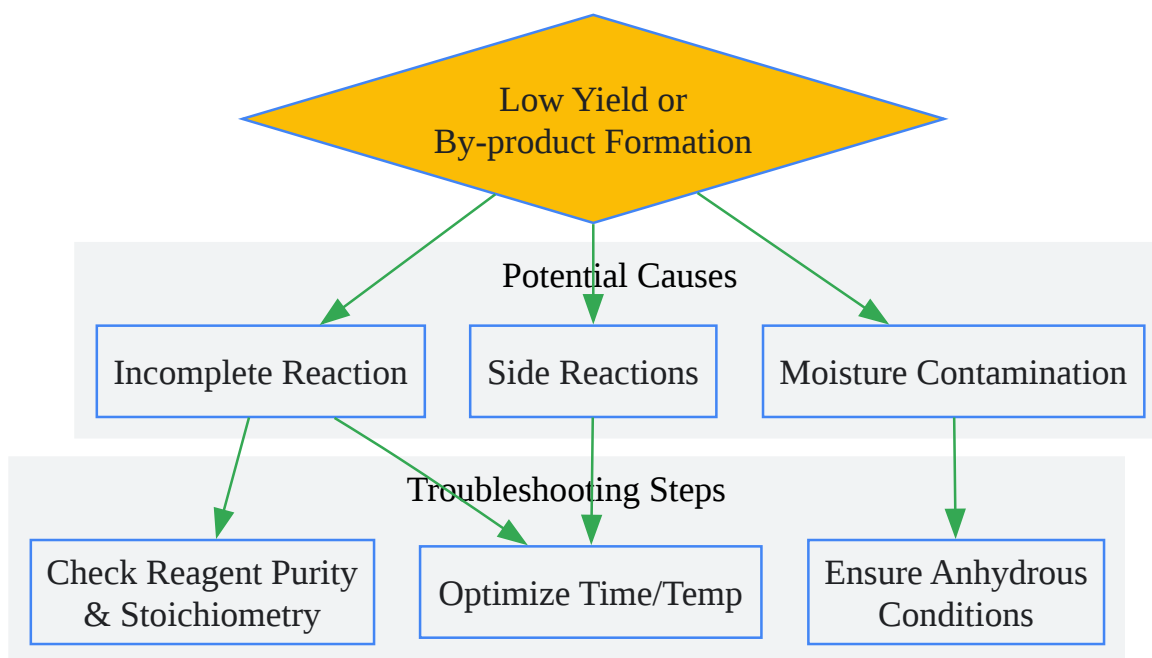 Low Yield or
By-product Formation
Potential Causes
Incomplete Reaction
Side Reactions
Moisture Contamination
Troubleshooting Steps
Check Reagent Purity
& Stoichiometry
Optimize Time/Temp
Ensure Anhydrous
Conditions